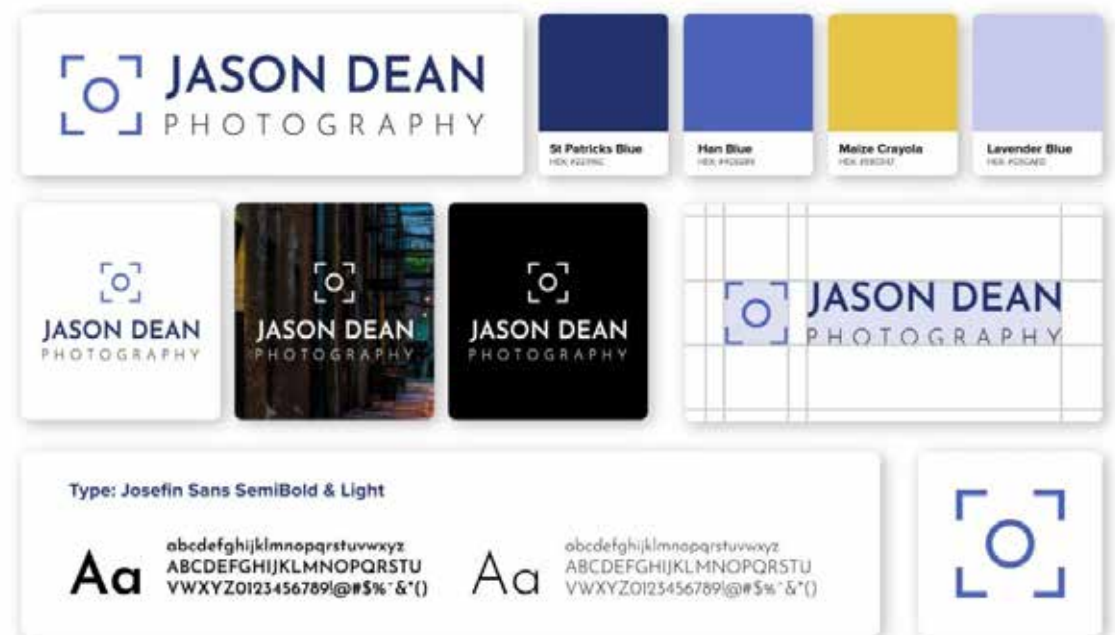 JASON DEAN
PHOTOGRAPHY
St Patricks Blue
Han Blue
Maize Crayola
Lavender Blue
JASON DEAN
PHOTOGRAPHY
JASON DEAN
PHOTOGRAPHY
JASON DEAN
PHOTOGRAPHY
JASON DEAN
PHOTOGRAPHY
Type: Josefin Sans SemiBold & Light
Aa
abcdefghijklmnopqrstuvwxyz
ABCDEFGHIJKLMNOPQRSTU
VWXYZ0123456789!@#$%^&*()
Aa
abcdefghijklmnopqrstuvwxyz
ABCDEFGHIJKLMNOPQRSTU
VWXYZ0123456789!@#$%^&*()